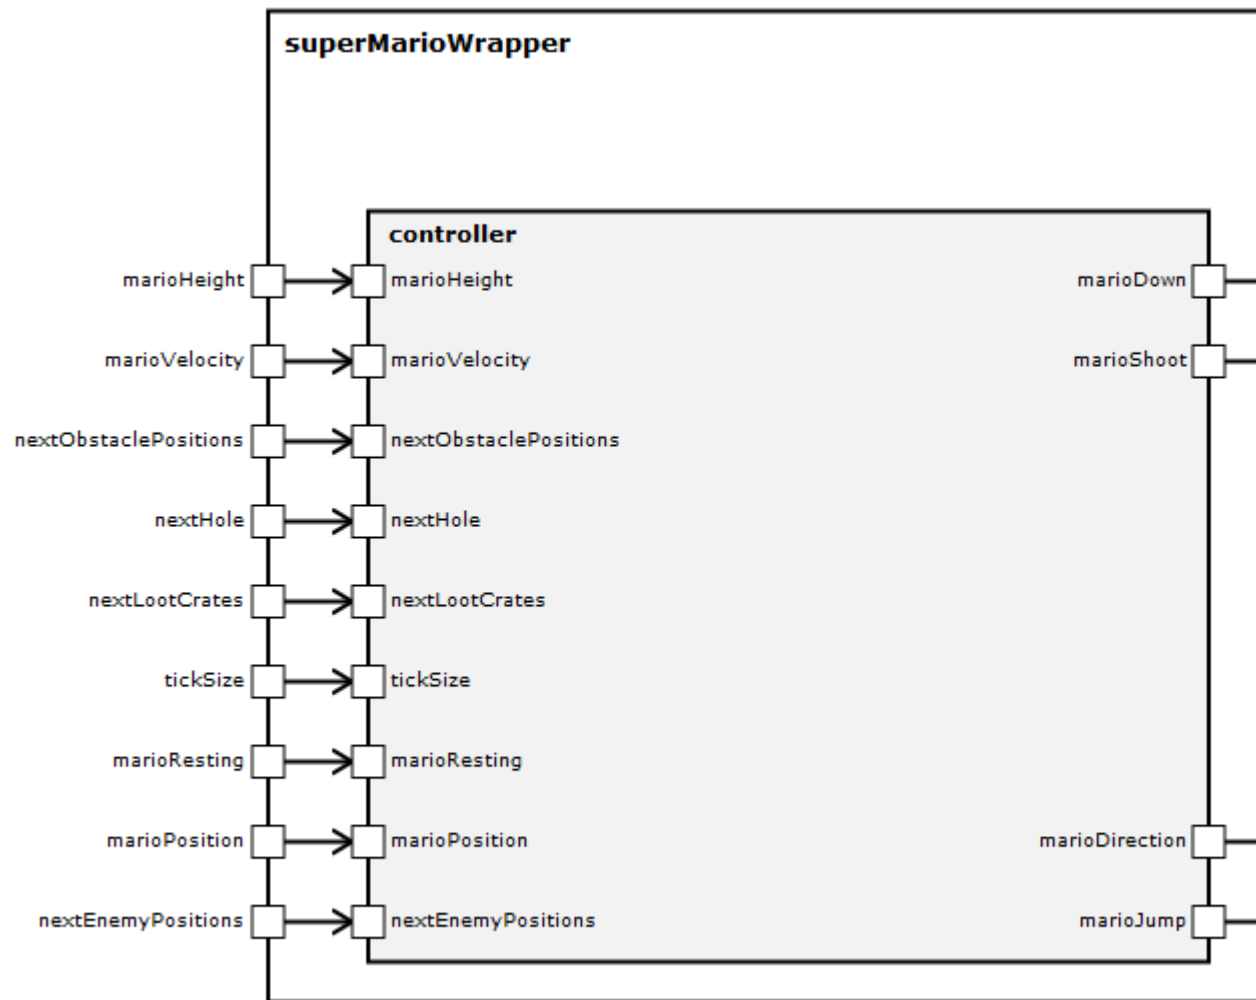 superMarioWrapper
controller
marioHeight marioHeight marioDown
marioVelocity marioVelocity marioShoot
nextObstaclePositions nextObstaclePositions
nextHole nextHole
nextLootCrates nextLootCrates
tickSize tickSize
marioResting marioResting
marioPosition marioPosition marioDirection
nextEnemyPositions nextEnemyPositions marioJump